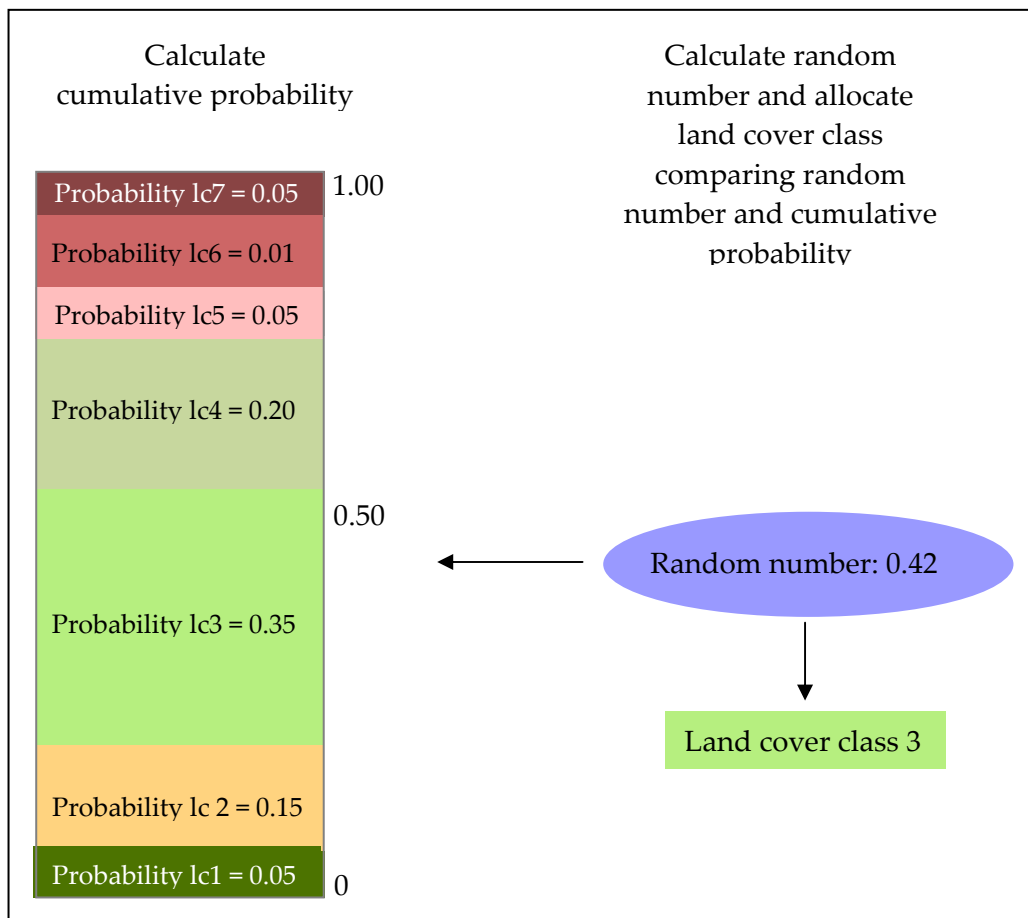 Calculate
cumulative probability
Calculate random
number and allocate
land cover class
comparing random
number and cumulative
probability
Probability lc7 = 0.05
1.00
Probability lc6 = 0.01
Probability lc5 = 0.05
Probability lc4 = 0.20
0.50
Random number: 0.42
Probability lc3 = 0.35
Land cover class 3
Probability lc 2 = 0.15
Probability lc1 = 0.05
0